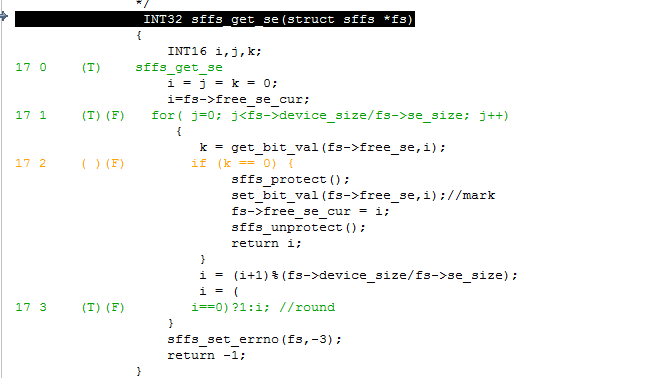 */
INT32 sffs_get_se(struct sffs *fs)
{
INT16 i,j,k;
17 0 (T) sffs_get_se
i = j = k = 0;
i=fs->free_se_cur;
17 1 (T)(F) for( j=0; j<fs->device_size/fs->se_size; j++)
{
k = get_bit_val(fs->free_se,i);
17 2 ( )(F) if (k == 0) {
sffs_protect();
set_bit_val(fs->free_se,i);//mark
fs->free_se_cur = i;
sffs_unprotect();
return i;
}
i = (i+1)%(fs->device_size/fs->se_size);
i = (
17 3 (T)(F) i==0)?1:i; //round
}
sffs_set_errno(fs,-3);
return -1;
}